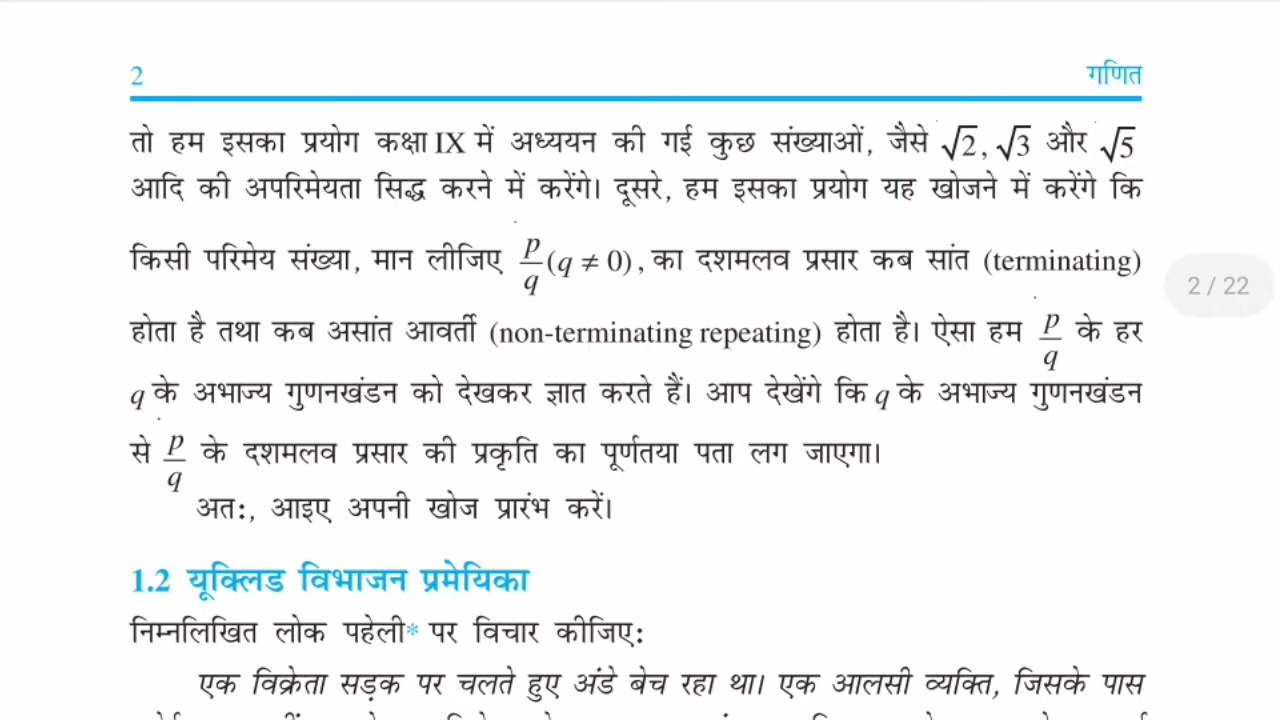 2 गणित
तो हम इसका प्रयोग कक्षा IX में अध्ययन की गई कुछ संख्याओं, जैसे √2, √3 और √5
आदि की अपरिमेयता सिद्ध करने में करेंगे। दूसरे, हम इसका प्रयोग यह खोजने में करेंगे कि
किसी परिमेय संख्या, मान लीजिए p/q (q ≠ 0), का दशमलव प्रसार कब सांत (terminating)
होता है तथा कब असांत आवर्ती (non-terminating repeating) होता है। ऐसा हम p/q के हर
q के अभाज्य गुणनखंडन को देखकर ज्ञात करते हैं। आप देखेंगे कि q के अभाज्य गुणनखंडन
से p/q के दशमलव प्रसार की प्रकृति का पूर्णतया पता लग जाएगा।
अतः, आइए अपनी खोज प्रारंभ करें।
2 / 22
1.2 यूक्लिड विभाजन प्रमेयिका
निम्नलिखित लोक पहेली* पर विचार कीजिए:
एक विक्रेता सड़क पर चलते हुए अंडे बेच रहा था। एक आलसी व्यक्ति, जिसके पास